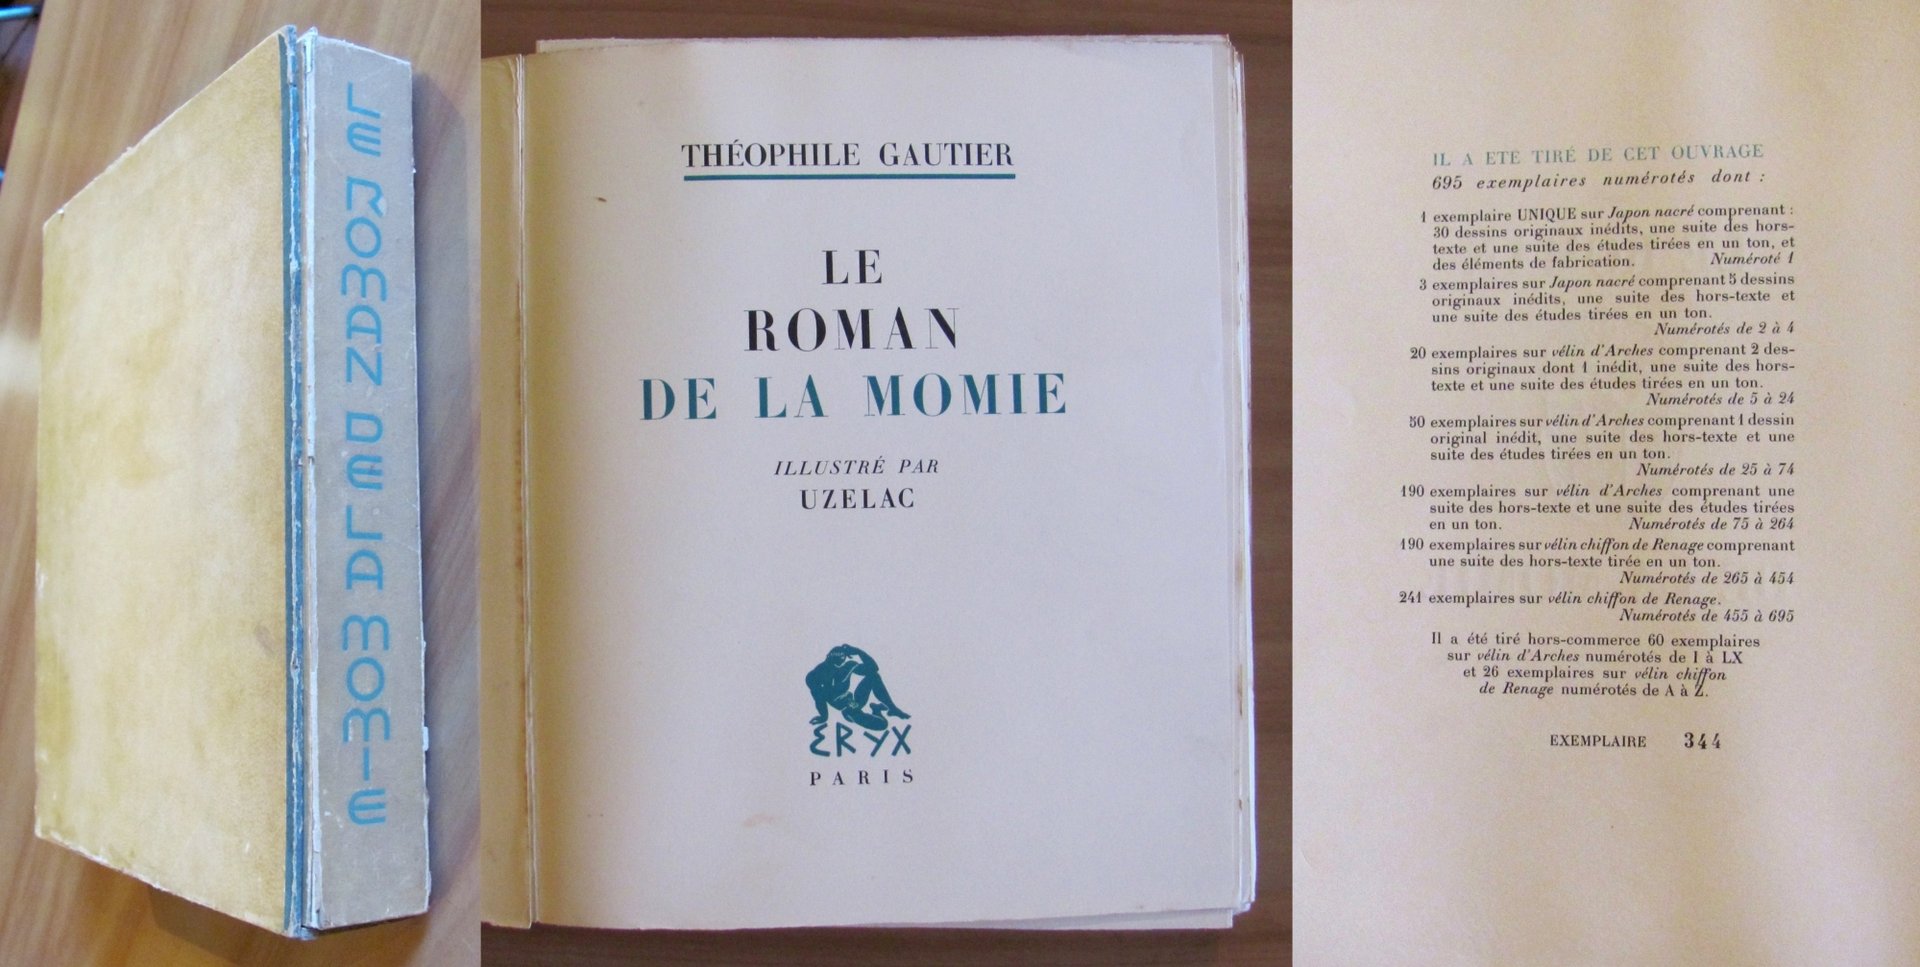 LE ROMAN DE LA MOMIE
THÉOPHILE GAUTIER
LE
ROMAN
DE LA MOMIE
ILLUSTRÉ PAR
UZELAC
ERYX
PARIS
IL A ETE TIRÉ DE CET OUVRAGE
695 exemplaires numérotés dont :
1 exemplaire UNIQUE sur Japon nacré comprenant :
30 dessins originaux inédits, une suite des hors-
texte et une suite des études tirées en un ton, et
des éléments de fabrication. Numéroté 1
3 exemplaires sur Japon nacré comprenant 5 dessins
originaux inédits, une suite des hors-texte et
une suite des études tirées en un ton.
Numérotés de 2 à 4
20 exemplaires sur vélin d'Arches comprenant 2 des-
sins originaux dont 1 inédit, une suite des hors-
texte et une suite des études tirées en un ton.
Numérotés de 5 à 24
50 exemplaires sur vélin d'Arches comprenant 1 dessin
original inédit, une suite des hors-texte et une
suite des études tirées en un ton.
Numérotés de 25 à 74
190 exemplaires sur vélin d'Arches comprenant une
suite des hors-texte et une suite des études tirées
en un ton. Numérotés de 75 à 264
190 exemplaires sur vélin chiffon de Renage comprenant
une suite des hors-texte tirée en un ton.
Numérotés de 265 à 454
241 exemplaires sur vélin chiffon de Renage.
Numérotés de 455 à 695
Il a été tiré hors-commerce 60 exemplaires
sur vélin d'Arches numérotés de I à LX
et 26 exemplaires sur vélin chiffon
de Renage numérotés de A à Z.
EXEMPLAIRE 344